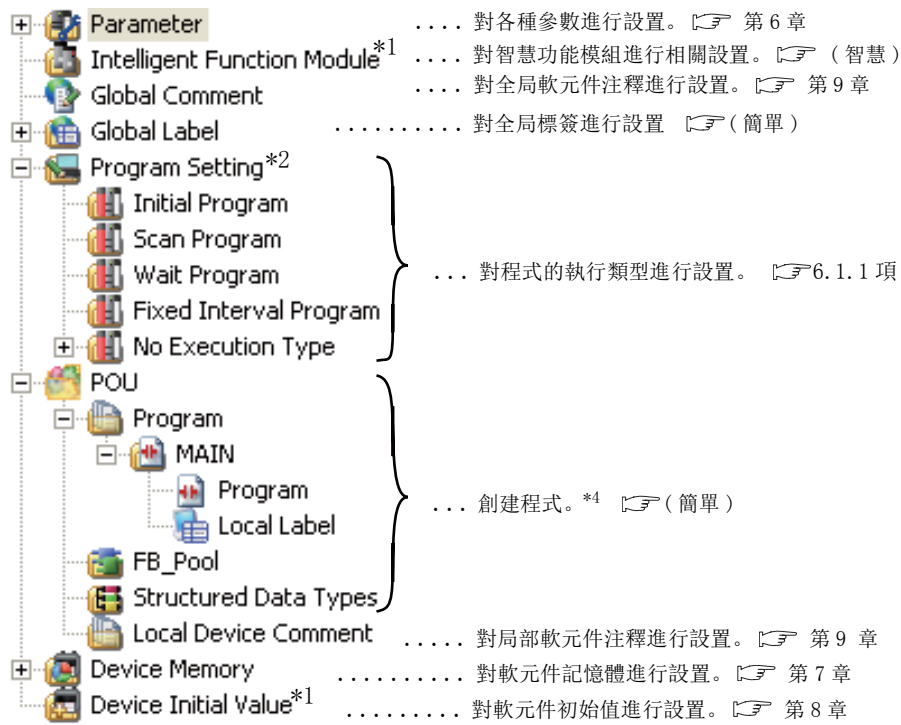 Parameter .... 對各種參數進行設置。 ☞ 第 6 章
Intelligent Function Module*1 .... 對智慧功能模組進行相關設置。☞ ( 智慧 )
Global Comment .... 對全局軟元件注釋進行設置。☞ 第 9 章
Global Label .......... 對全局標簽進行設置 ☞( 簡單 )
Program Setting*2
Initial Program
Scan Program
Wait Program ... 對程式的執行類型進行設置。 ☞6.1.1 項
Fixed Interval Program
No Execution Type
POU
Program
MAIN
Program ... 創建程式。*4 ☞( 簡單 )
Local Label
FB_Pool
Structured Data Types
Local Device Comment ..... 對局部軟元件注釋進行設置。☞ 第 9 章
Device Memory .......... 對軟元件記憶體進行設置。☞ 第 7 章
Device Initial Value*1 ......... 對軟元件初始值進行設置。☞ 第 8 章